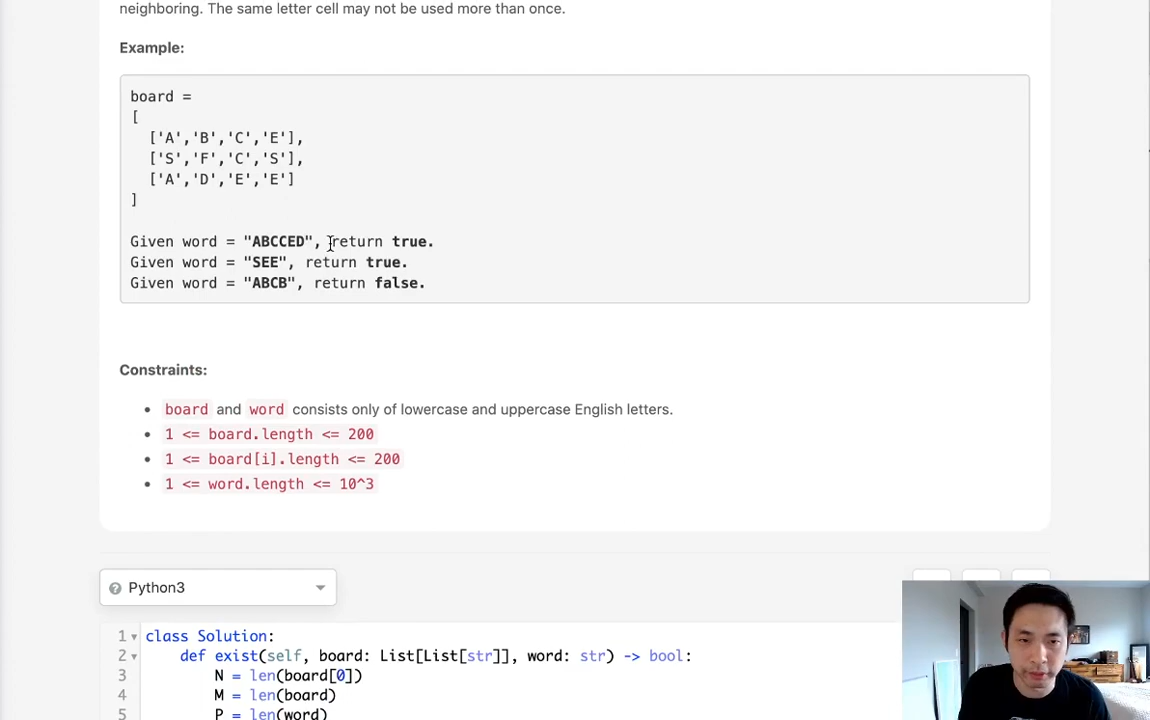 neighboring. The same letter cell may not be used more than once.
Example:
board =
[
['A','B','C','E'],
['S','F','C','S'],
['A','D','E','E']
]
Given word = "ABCCED", return true.
Given word = "SEE", return true.
Given word = "ABCB", return false.
Constraints:
• board and word consists only of lowercase and uppercase English letters.
• 1 <= board.length <= 200
• 1 <= board[i].length <= 200
• 1 <= word.length <= 10^3
? Python3
1 class Solution:
2 def exist(self, board: List[List[str]], word: str) -> bool:
3 N = len(board[0])
4 M = len(board)
5 P = len(word)